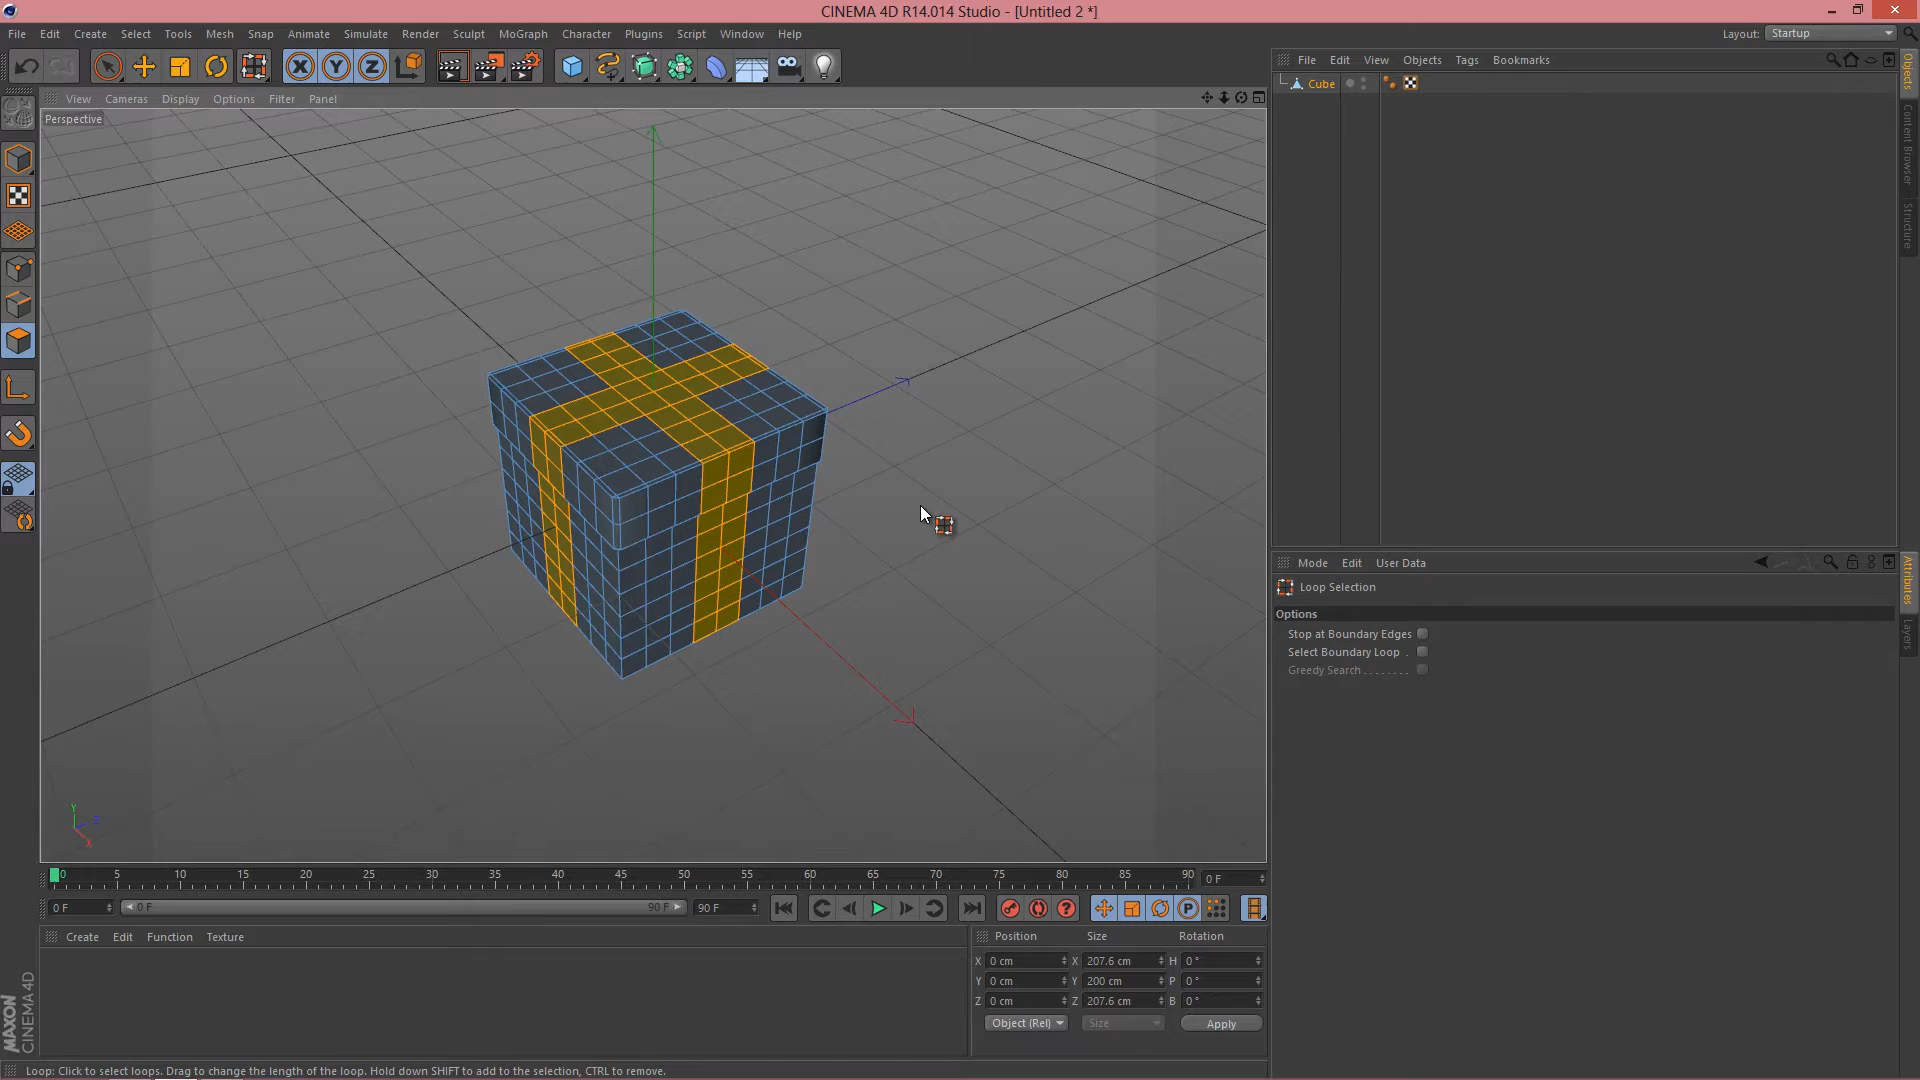 CINEMA 4D R14.014 Studio - [Untitled 2 *]
File Edit Create Select Tools Mesh Snap Animate Simulate Render Sculpt MoGraph Character Plugins Script Window Help
Layout: Startup
View Cameras Display Options Filter Panel
Perspective
File Edit View Objects Tags Bookmarks
Cube
Objects
Content Browser
Structure
Mode Edit User Data
Loop Selection
Options
Stop at Boundary Edges
Select Boundary Loop .
Greedy Search . . . . . . . .
Attributes
Layers
Y
Z
X
0 5 10 15 20 25 30 35 40 45 50 55 60 65 70 75 80 85 90 0 F
0 F 0 F 90 F 90 F
P
Create Edit Function Texture
Position Size Rotation
X 0 cm X 207.6 cm H 0 °
Y 0 cm Y 200 cm P 0 °
Z 0 cm Z 207.6 cm B 0 °
Object (Rel) Size Apply
MAXON
CINEMA 4D
Loop: Click to select loops. Drag to change the length of the loop. Hold down SHIFT to add to the selection, CTRL to remove.